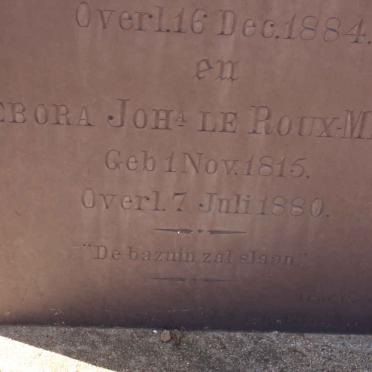 Overl. 16 Dec. 1884.
en
EBORA JOHA LE ROUX-M
Geb 1 Nov. 1815.
Overl. 7 Juli 1880.
"De bazuin zal slaan."